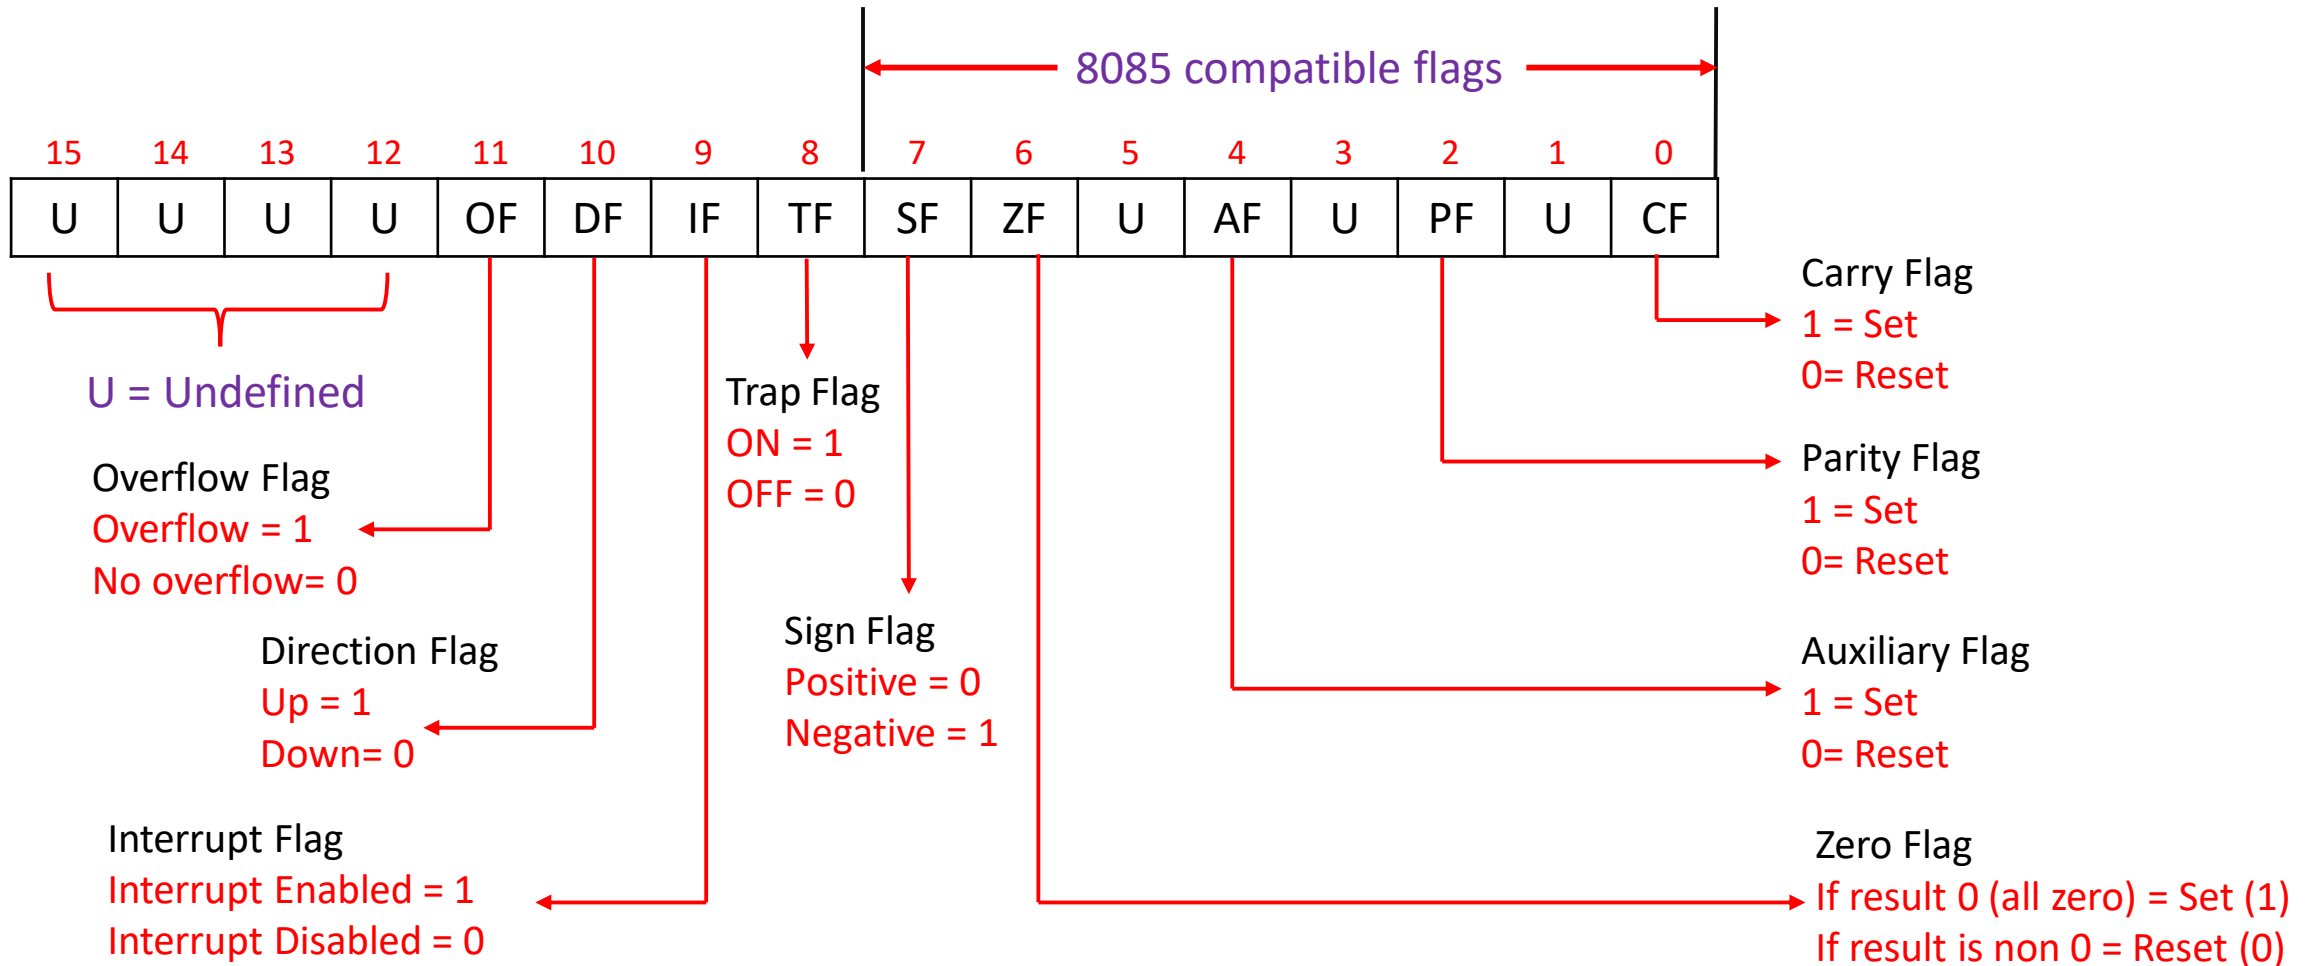 8085 compatible flags
15 14 13 12 11 10 9 8 7 6 5 4 3 2 1 0
U U U U OF DF IF TF SF ZF U AF U PF U CF
U = Undefined
Overflow Flag
Overflow = 1
No overflow= 0
Direction Flag
Up = 1
Down= 0
Interrupt Flag
Interrupt Enabled = 1
Interrupt Disabled = 0
Trap Flag
ON = 1
OFF = 0
Sign Flag
Positive = 0
Negative = 1
Carry Flag
1 = Set
0= Reset
Parity Flag
1 = Set
0= Reset
Auxiliary Flag
1 = Set
0= Reset
Zero Flag
If result 0 (all zero) = Set (1)
If result is non 0 = Reset (0)